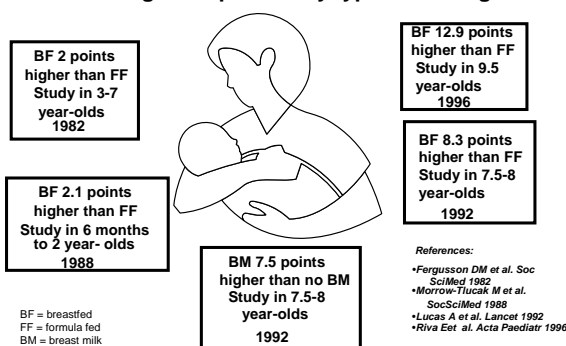 BF 2 points
higher than FF
Study in 3-7
year-olds
1982
BF 12.9 points
higher than FF
Study in 9.5
year-olds
1996
BF 2.1 points
higher than FF
Study in 6 months
to 2 year- olds
1988
BF 8.3 points
higher than FF
Study in 7.5-8
year-olds
1992
BM 7.5 points
higher than no BM
Study in 7.5-8
year-olds
1992
BF = breastfed
FF = formula fed
BM = breast milk
References:
•Fergusson DM et al. Soc
SciMed 1982
•Morrow-Tlucak M et al.
SocSciMed 1988
•Lucas A et al. Lancet 1992
•Riva Eet al. Acta Paediatr 1996